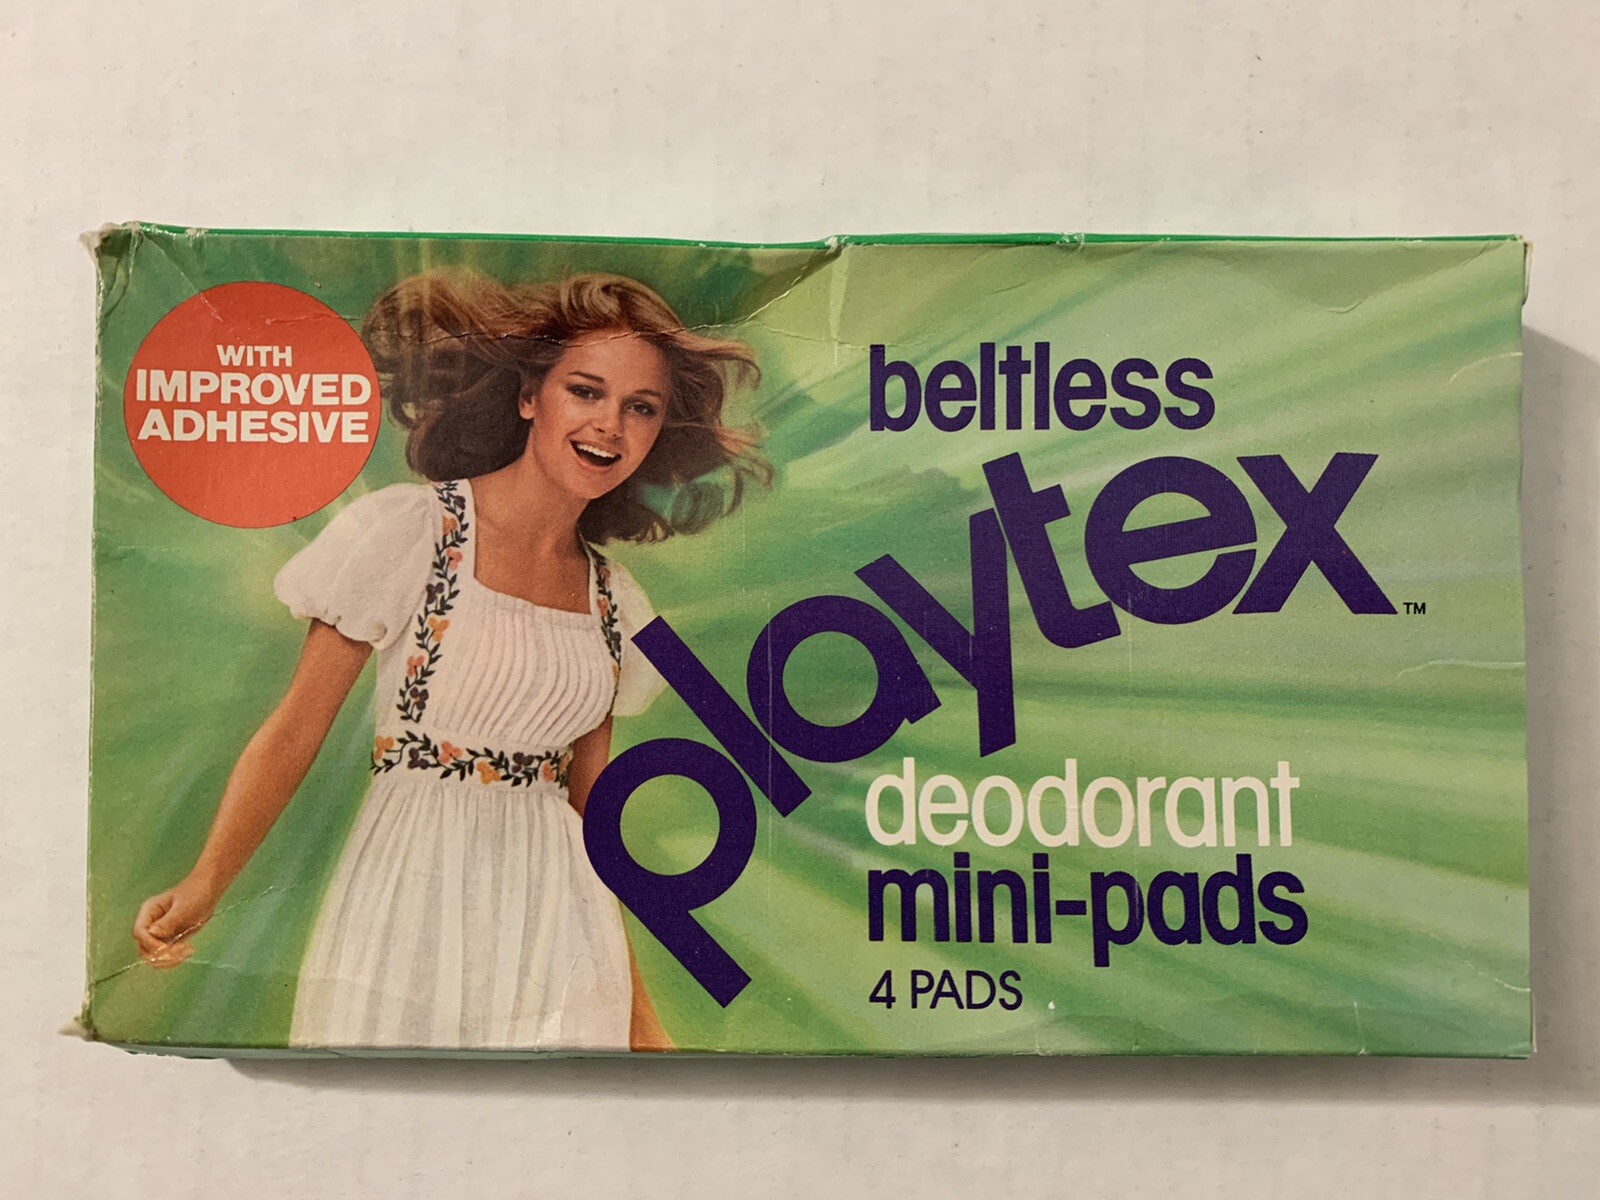 WITH
IMPROVED
ADHESIVE
beltless
playtex™
deodorant
mini-pads
4 PADS